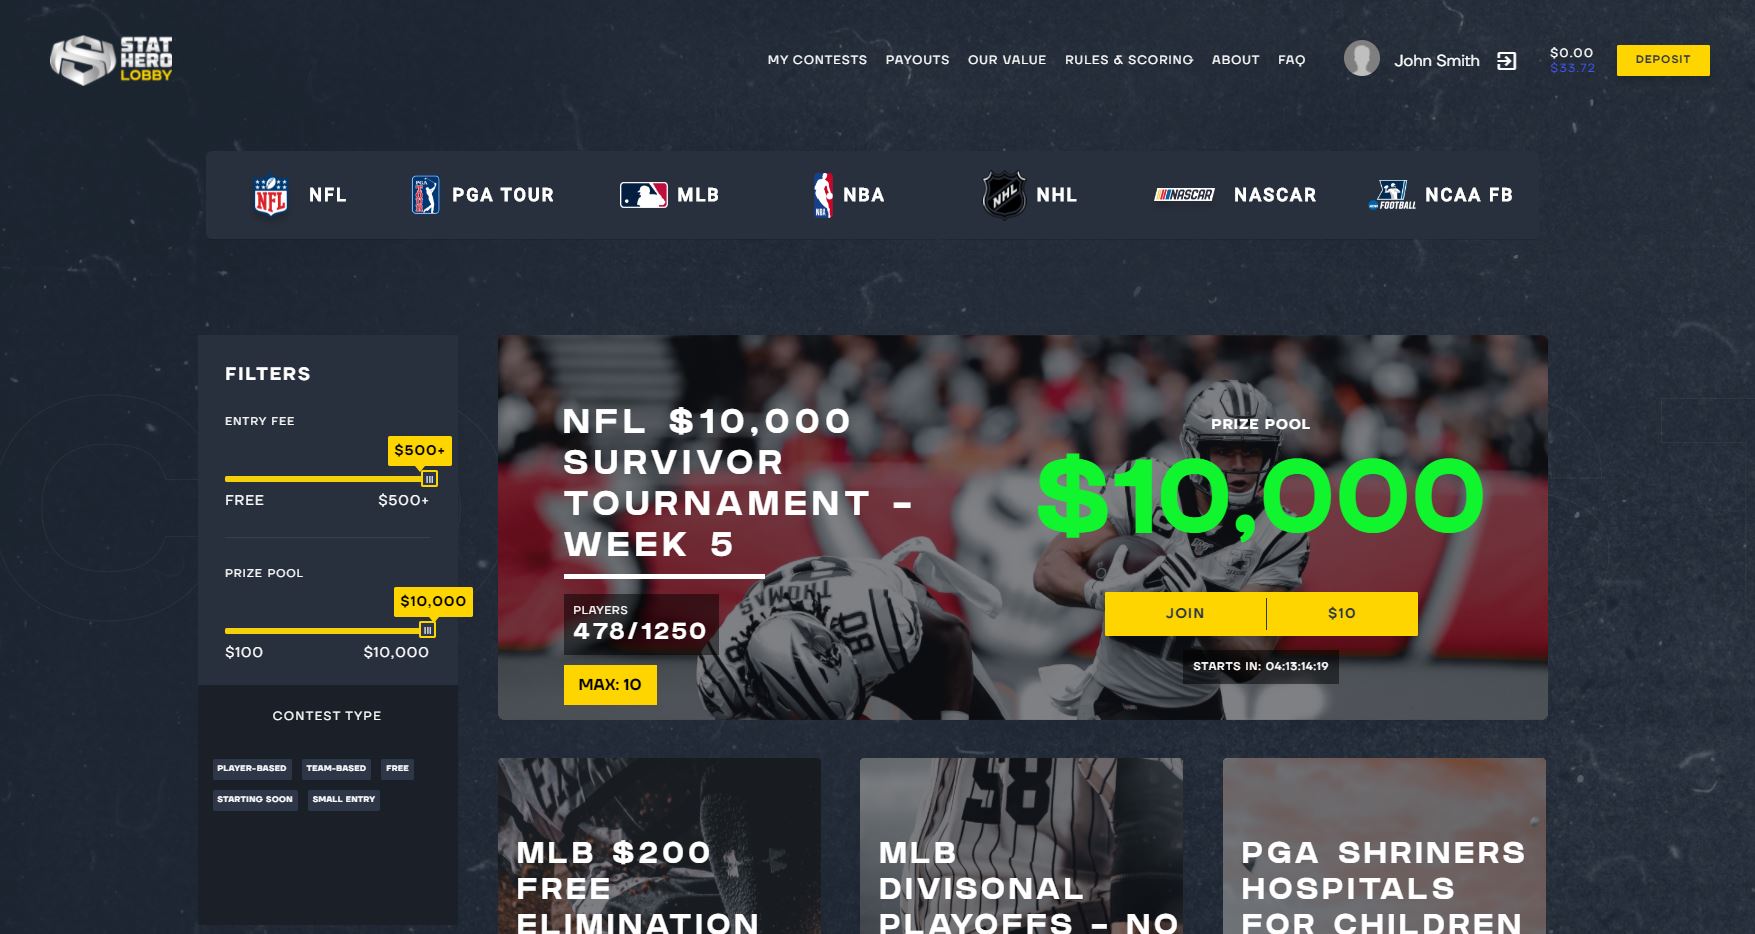 STAT
HERO
LOBBY
MY CONTESTS PAYOUTS OUR VALUE RULES & SCORING ABOUT FAQ
John Smith
$0.00
$33.72
DEPOSIT
NFL PGA TOUR MLB NBA NHL NASCAR NCAA FB
FILTERS
ENTRY FEE
$500+
FREE $500+
PRIZE POOL
$10,000
$100 $10,000
CONTEST TYPE
PLAYER-BASED TEAM-BASED FREE
STARTING SOON SMALL ENTRY
NFL $10,000
SURVIVOR
TOURNAMENT -
WEEK 5
PLAYERS
478/1250
MAX: 10
PRIZE POOL
$10,000
JOIN $10
STARTS IN: 04:13:14:19
THOMAS
80
MLB $200
FREE
ELIMINATION
58
MLB
DIVISONAL
PLAYOFFS - NO
PGA SHRINERS
HOSPITALS
FOR CHILDREN